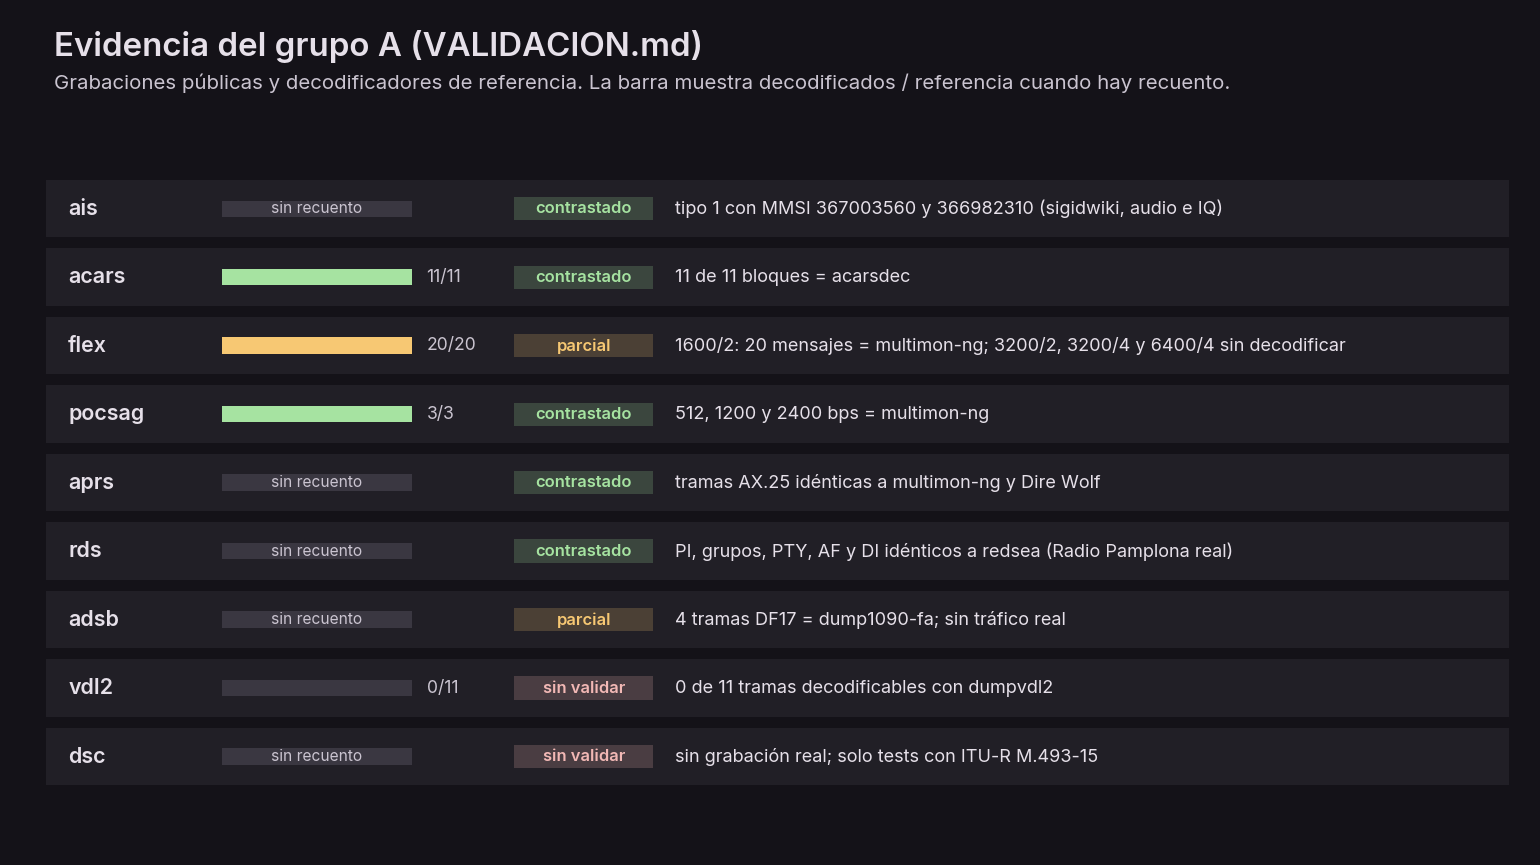 Evidencia del grupo A (VALIDACION.md)
Grabaciones públicas y decodificadores de referencia. La barra muestra decodificados / referencia cuando hay recuento.
ais sin recuento contrastado tipo 1 con MMSI 367003560 y 366982310 (sigidwiki, audio e IQ)
acars 11/11 contrastado 11 de 11 bloques = acarsdec
flex 20/20 parcial 1600/2: 20 mensajes = multimon-ng; 3200/2, 3200/4 y 6400/4 sin decodificar
pocsag 3/3 contrastado 512, 1200 y 2400 bps = multimon-ng
aprs sin recuento contrastado tramas AX.25 idénticas a multimon-ng y Dire Wolf
rds sin recuento contrastado PI, grupos, PTY, AF y DI idénticos a redsea (Radio Pamplona real)
adsb sin recuento parcial 4 tramas DF17 = dump1090-fa; sin tráfico real
vdl2 0/11 sin validar 0 de 11 tramas decodificables con dumpvdl2
dsc sin recuento sin validar sin grabación real; solo tests con ITU-R M.493-15